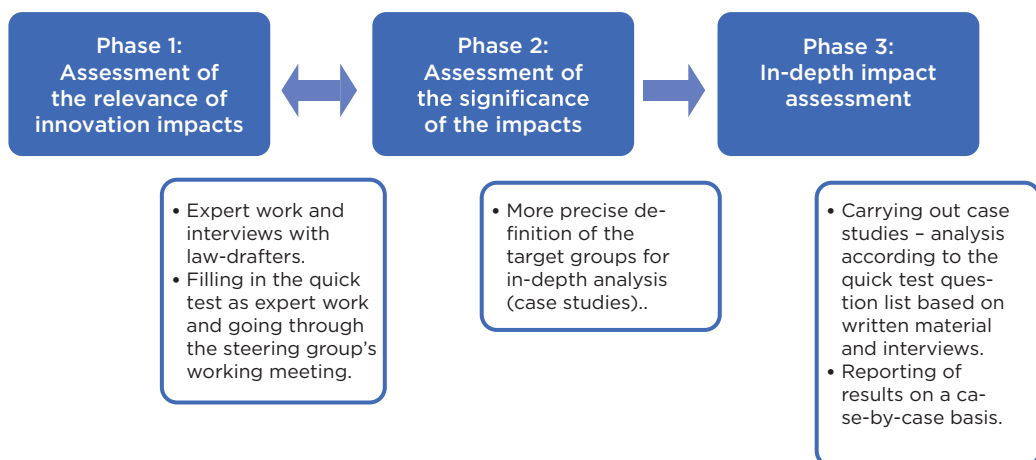 Phase 1:
Assessment of
the relevance of
innovation impacts
Phase 2:
Assessment of
the significance
of the impacts
Phase 3:
In-depth impact
assessment
• Expert work and
interviews with
law-drafters.
• Filling in the quick
test as expert work
and going through
the steering group’s
working meeting.
• More precise de-
finition of the
target groups for
in-depth analysis
(case studies)..
• Carrying out case
studies – analysis
according to the
quick test ques-
tion list based on
written material
and interviews.
• Reporting of
results on a ca-
se-by-case basis.